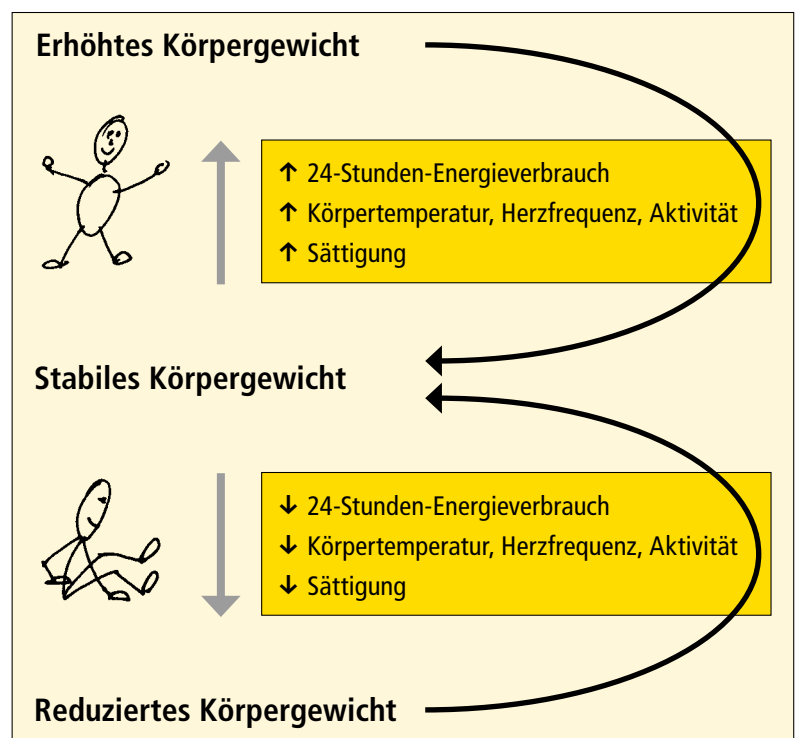 Erhöhtes Körpergewicht
↑ 24-Stunden-Energieverbrauch
↑ Körpertemperatur, Herzfrequenz, Aktivität
↑ Sättigung
Stabiles Körpergewicht
↓ 24-Stunden-Energieverbrauch
↓ Körpertemperatur, Herzfrequenz, Aktivität
↓ Sättigung
Reduziertes Körpergewicht